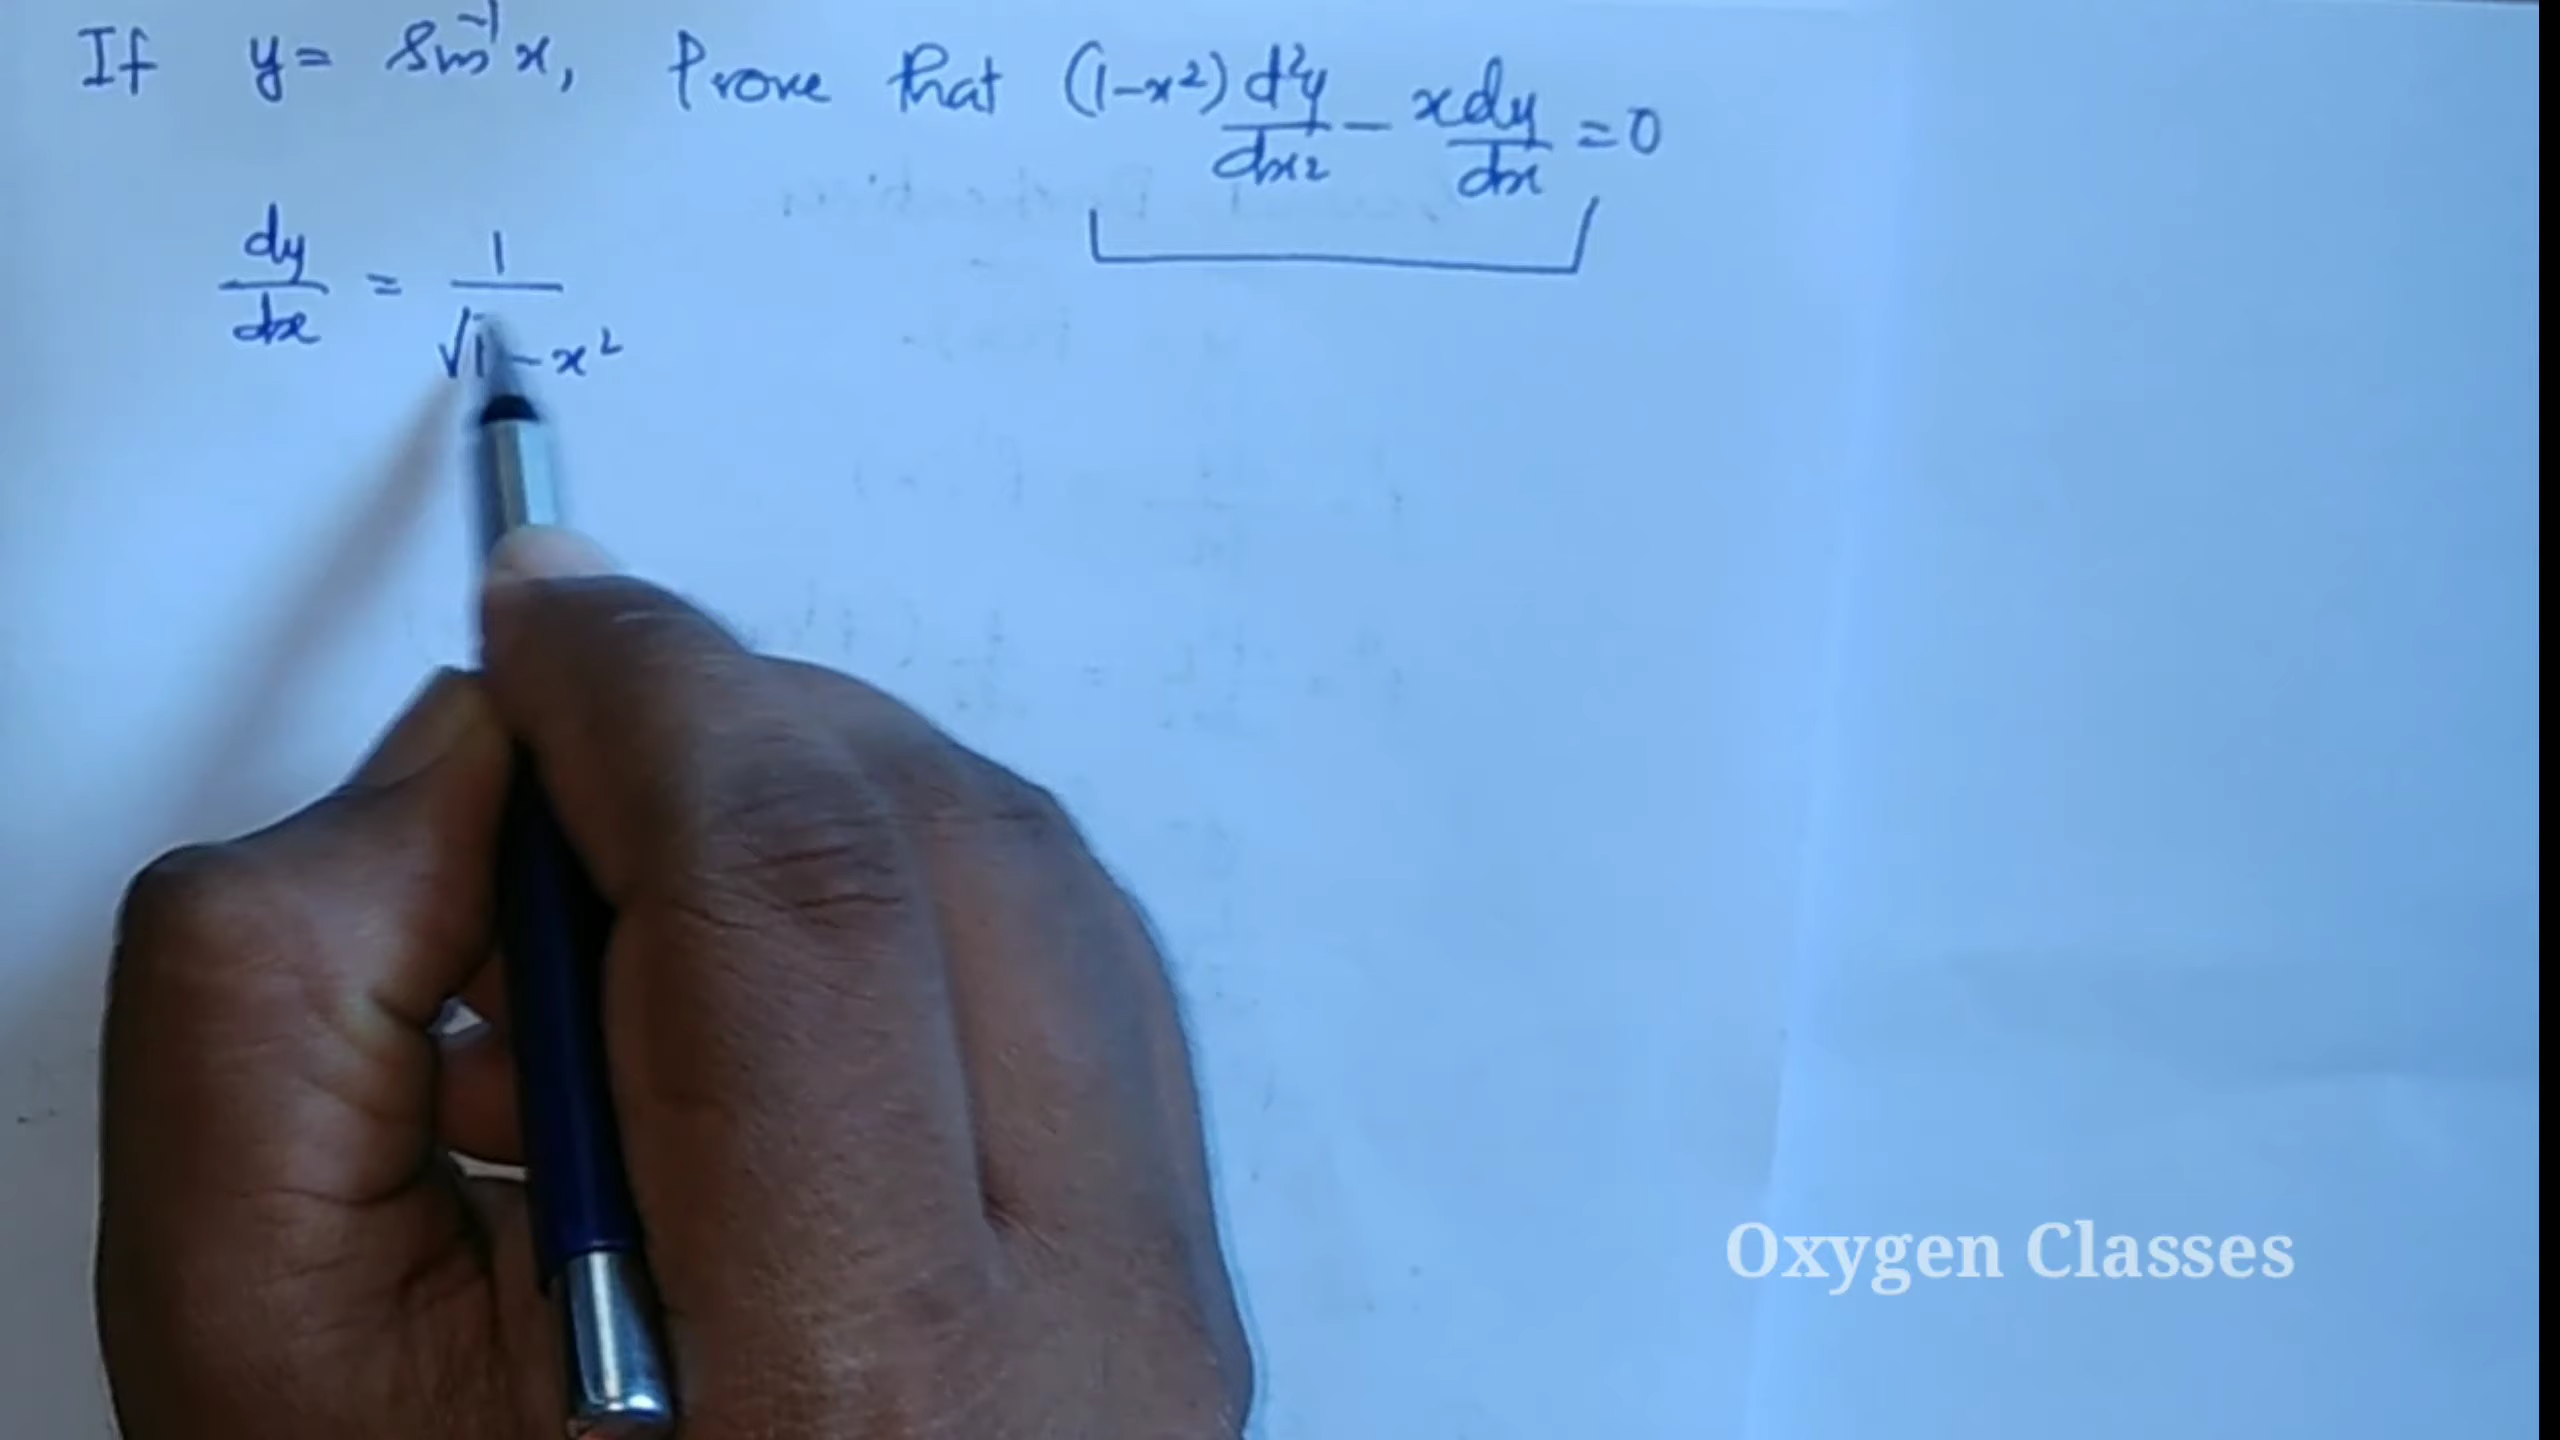 If y = Sin⁻¹x, Prove that (1-x²) d²y/dx² - x dy/dx = 0
dy/dx = 1/√1-x²
Oxygen Classes